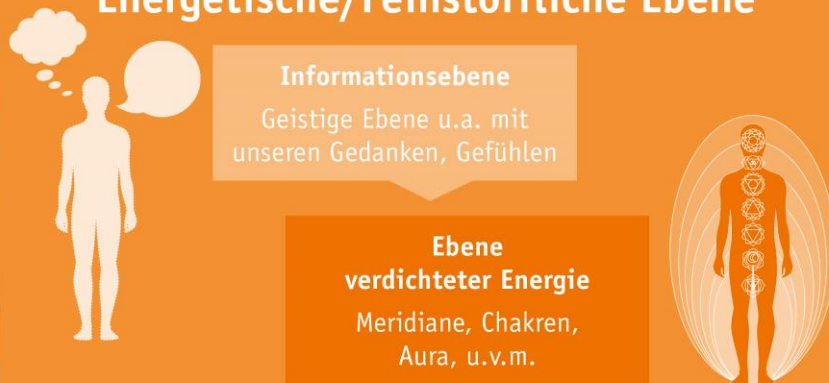 Energetische/feinstoffliche Ebene
Informationsebene
Geistige Ebene u.a. mit
unseren Gedanken, Gefühlen
Ebene
verdichteter Energie
Meridiane, Chakren,
Aura, u.v.m.